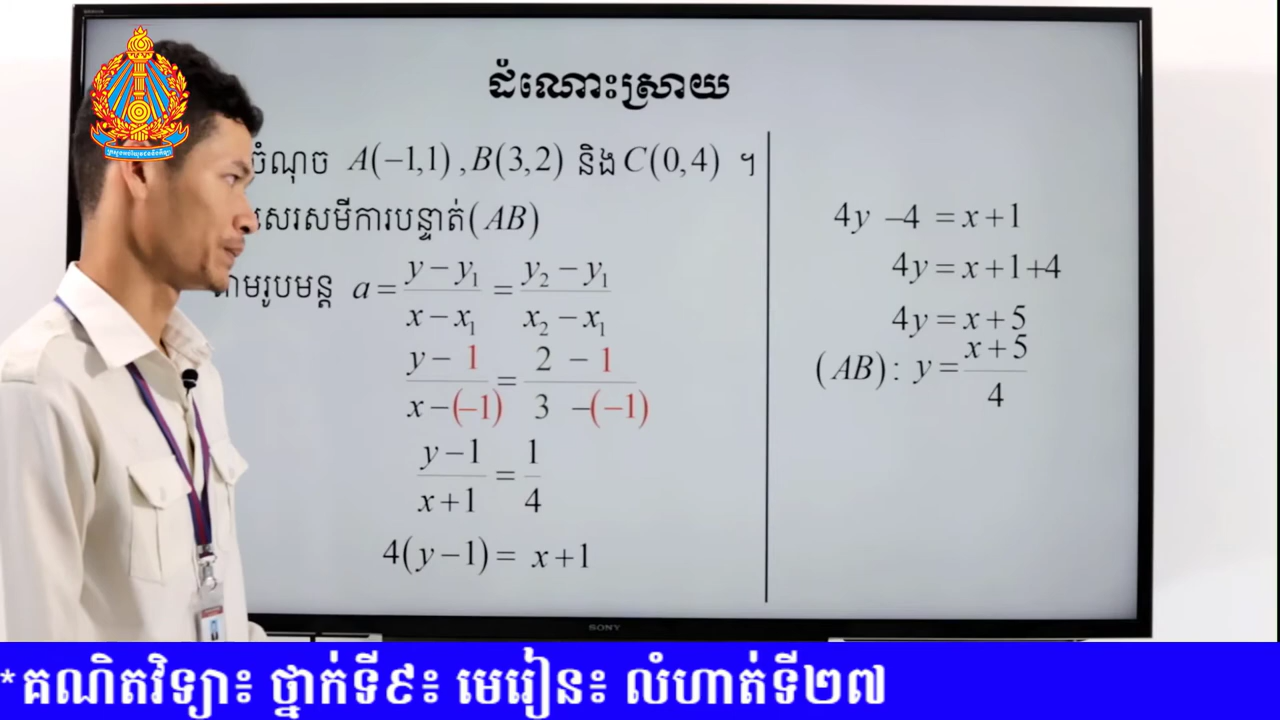 ដំណោះស្រាយ
ចំណុច A(−1,1) , B(3,2) និង C(0,4) ។
សរសមីការបន្ទាត់(AB)
តាមរូបមន្ត a = (y − y₁)/(x − x₁) = (y₂ − y₁)/(x₂ − x₁)
(y − 1)/(x − (−1)) = (2 − 1)/(3 − (−1))
(y − 1)/(x + 1) = 1/4
4(y − 1) = x + 1
4y − 4 = x + 1
4y = x + 1 + 4
4y = x + 5
(AB) : y = (x + 5)/4
SONY
*គណិតវិទ្យា៖ ថ្នាក់ទី៩៖ មេរៀន៖ លំហាត់ទី២៧